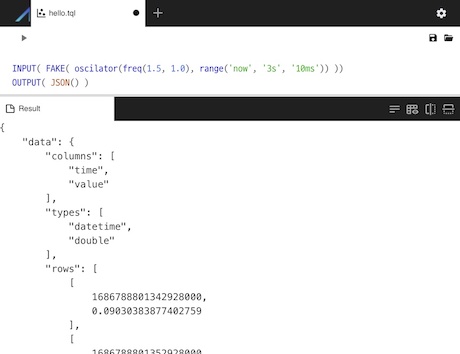 hello.tql
INPUT( FAKE( oscilator(freq(1.5, 1.0), range('now', '3s', '10ms')) ))
OUTPUT( JSON() )
Result
{
"data": {
"columns": [
"time",
"value"
],
"types": [
"datetime",
"double"
],
"rows": [
[
1686788801342928000,
0.09030383877402759
],
[
1686788801352928000